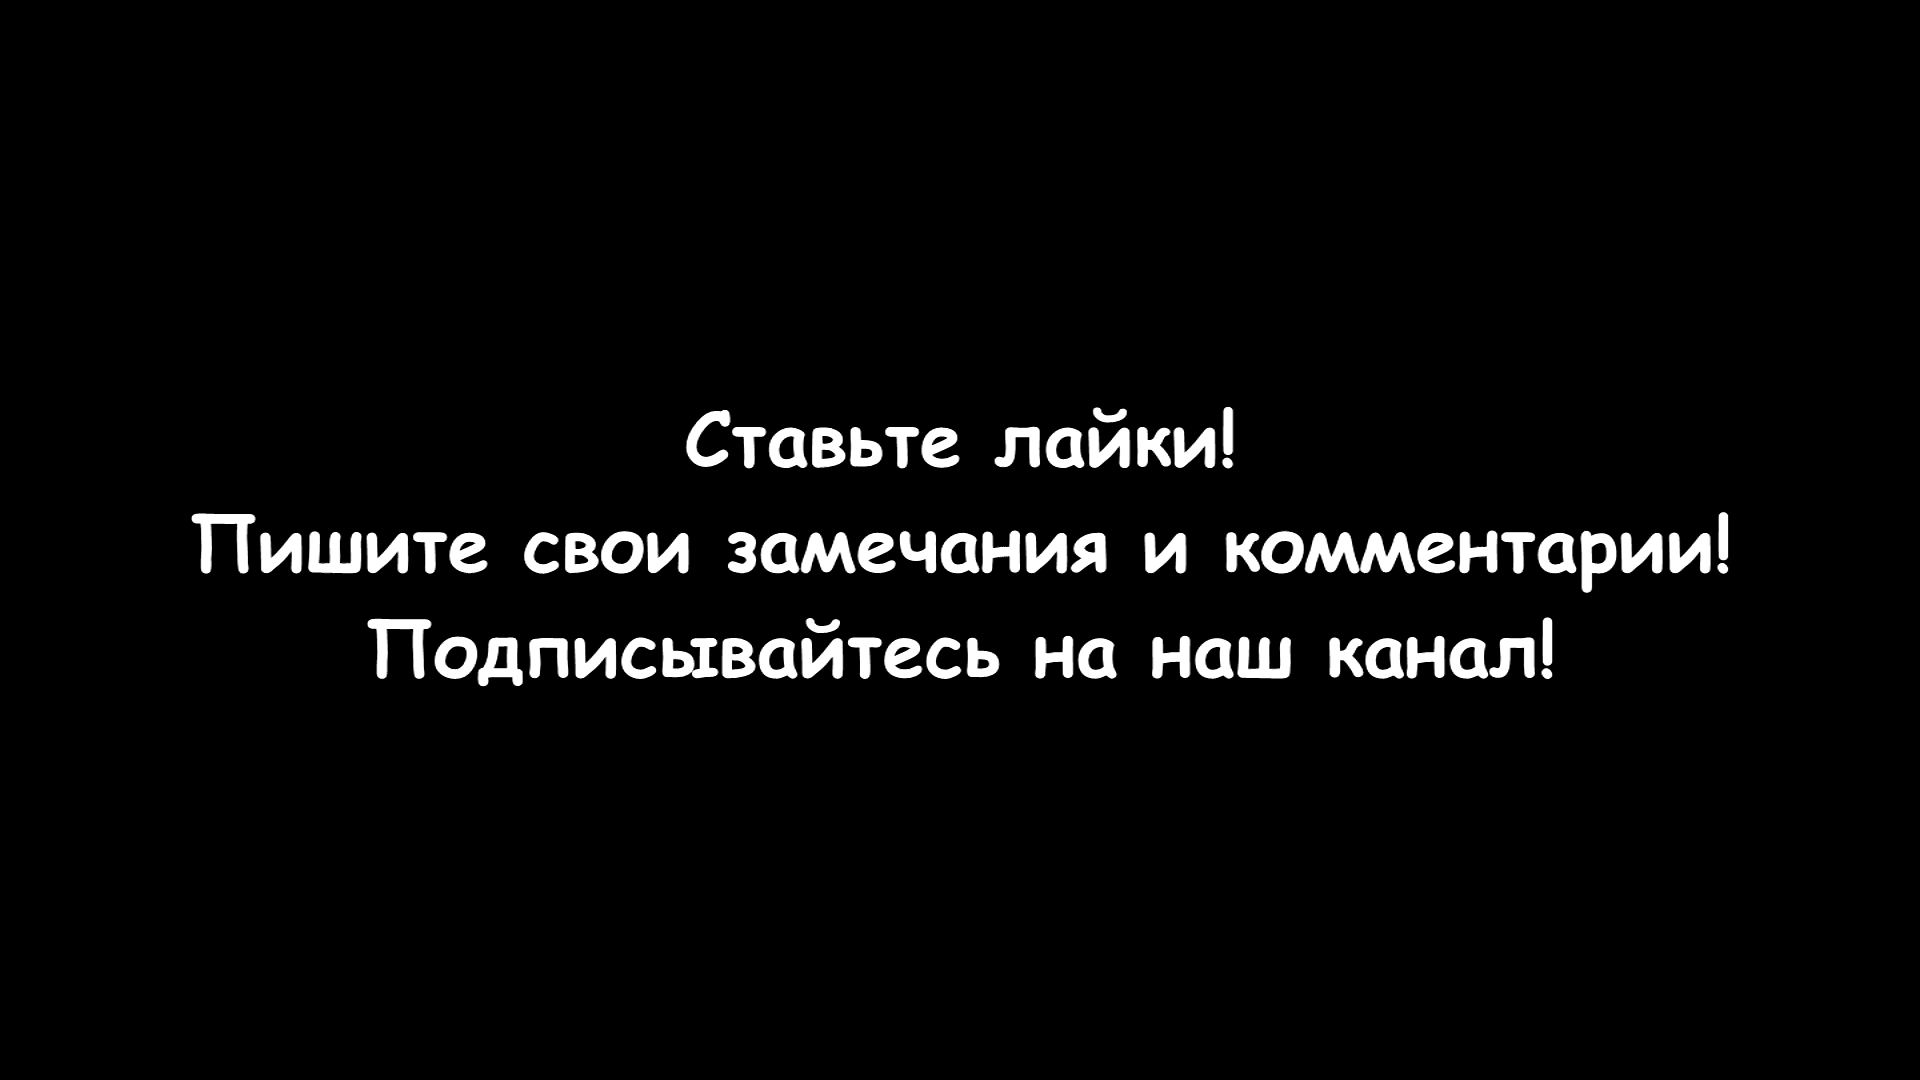 Ставьте лайки!
Пишите свои замечания и комментарии!
Подписывайтесь на наш канал!